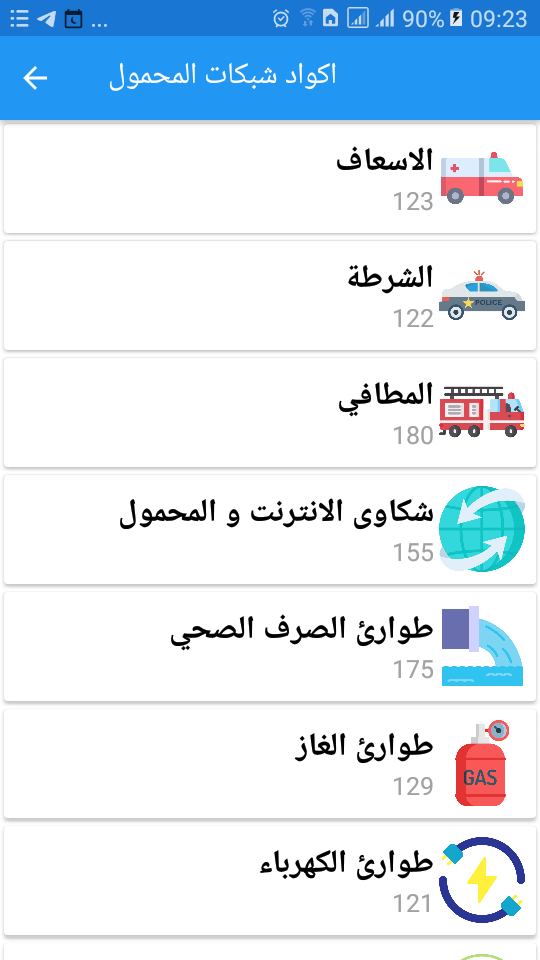 ... 90% 09:23
اكواد شبكات المحمول
الاسعاف
123
الشرطة
122
POLICE
المطافي
180
شكاوى الانترنت و المحمول
155
طوارئ الصرف الصحي
175
طوارئ الغاز
129
GAS
طوارئ الكهرباء
121